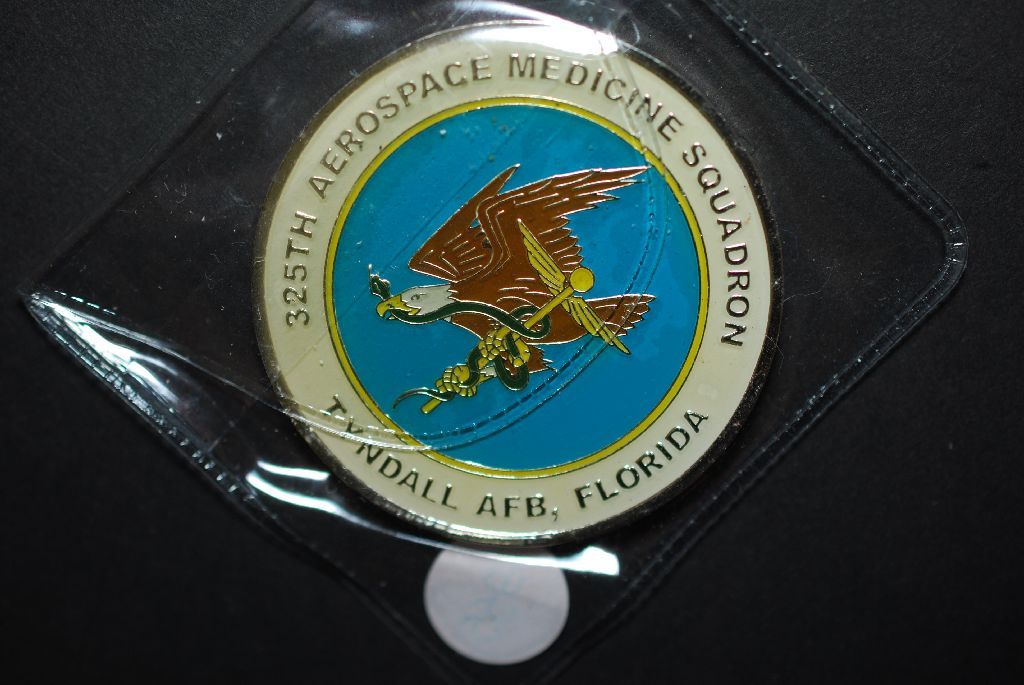 325TH AEROSPACE MEDICINE SQUADRON
TYNDALL AFB, FLORIDA